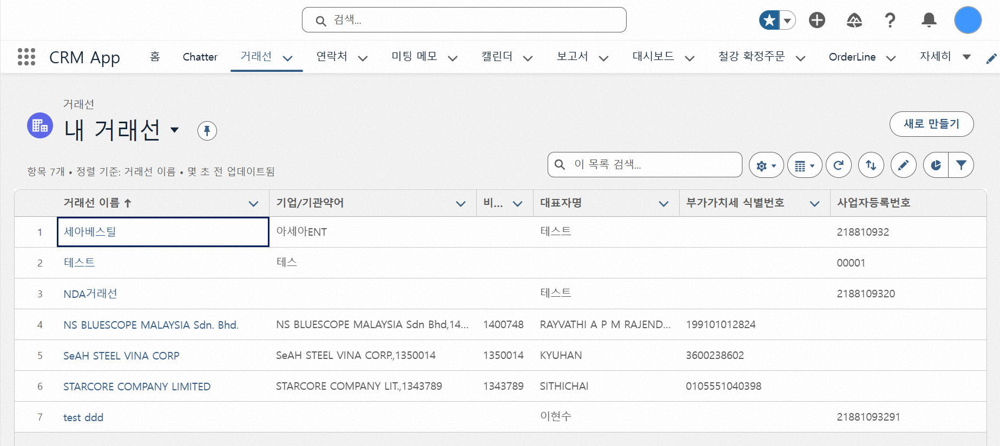 검색...
CRM App 홈 Chatter 거래선 연락처 미팅 메모 캘린더 보고서 대시보드 철강 확정주문 OrderLine 자세히
거래선
내 거래선
새로 만들기
항목 7개 • 정렬 기준: 거래선 이름 • 몇 초 전 업데이트됨
이 목록 검색...
거래선 이름 ↑ 기업/기관약어 비... 대표자명 부가가치세 식별번호 사업자등록번호
1 세아베스틸 아세아ENT 테스트 218810932
2 테스트 테스 00001
3 NDA거래선 테스트 2188109320
4 NS BLUESCOPE MALAYSIA Sdn. Bhd. NS BLUESCOPE MALAYSIA Sdn Bhd,14... 1400748 RAYVATHI A P M RAJEND... 199101012824
5 SeAH STEEL VINA CORP SeAH STEEL VINA CORP.,1350014 1350014 KYUHAN 3600238602
6 STARCORE COMPANY LIMITED STARCORE COMPANY LIT.,1343789 1343789 SITHICHAI 0105551040398
7 test ddd 이현수 21881093291